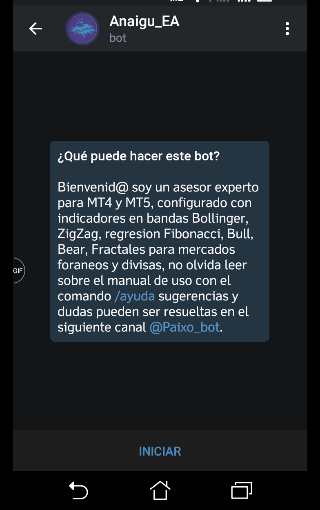 Anaigu_EA
bot
¿Qué puede hacer este bot?
Bienvenid@ soy un asesor experto
para MT4 y MT5, configurado con
indicadores en bandas Bollinger,
ZigZag, regresion Fibonacci, Bull,
Bear, Fractales para mercados
foraneos y divisas, no olvida leer
sobre el manual de uso con el
comando /ayuda sugerencias y
dudas pueden ser resueltas en el
siguiente canal @Paixo_bot.
GIF
INICIAR